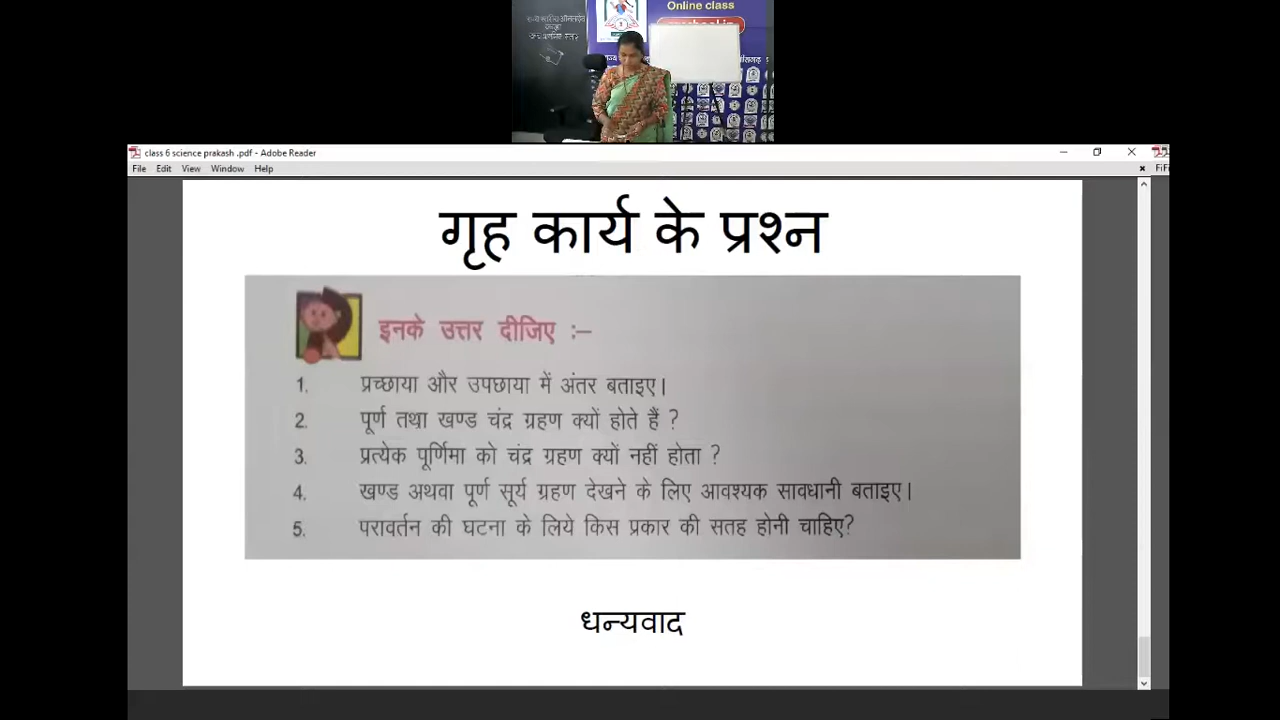 Online class
class 6 science prakash .pdf - Adobe Reader
File Edit View Window Help
गृह कार्य के प्रश्न
इनके उत्तर दीजिए :–
1. प्रच्छाया और उपछाया में अंतर बताइए।
2. पूर्ण तथा खण्ड चंद्र ग्रहण क्यों होते हैं ?
3. प्रत्येक पूर्णिमा को चंद्र ग्रहण क्यों नहीं होता ?
4. खण्ड अथवा पूर्ण सूर्य ग्रहण देखने के लिए आवश्यक सावधानी बताइए।
5. परावर्तन की घटना के लिये किस प्रकार की सतह होनी चाहिए?
धन्यवाद